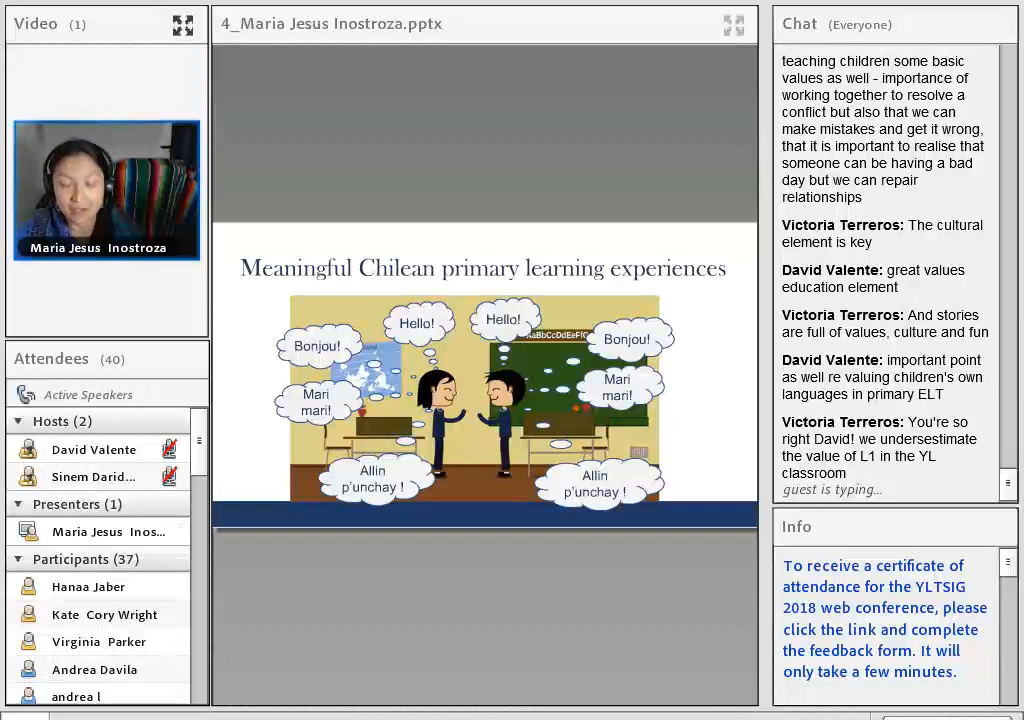 Video (1)
Maria Jesus Inostroza
Attendees (40)
Active Speakers
Hosts (2)
David Valente
Sinem Darid...
Presenters (1)
Maria Jesus Inos...
Participants (37)
Hanaa Jaber
Kate Cory Wright
Virginia Parker
Andrea Davila
andrea l
4_Maria Jesus Inostroza.pptx
Meaningful Chilean primary learning experiences
Hello!
Hello!
Bonjou!
Bonjou!
AaBbCcDdEeFfG
Mari
mari!
Mari
mari!
Allin
p'unchay !
Allin
p'unchay !
Chat (Everyone)
teaching children some basic
values as well - importance of
working together to resolve a
conflict but also that we can
make mistakes and get it wrong,
that it is important to realise that
someone can be having a bad
day but we can repair
relationships
Victoria Terreros: The cultural
element is key
David Valente: great values
education element
Victoria Terreros: And stories
are full of values, culture and fun
David Valente: important point
as well re valuing children's own
languages in primary ELT
Victoria Terreros: You're so
right David! we undersestimate
the value of L1 in the YL
classroom
guest is typing...
Info
To receive a certificate of
attendance for the YLTSIG
2018 web conference, please
click the link and complete
the feedback form. It will
only take a few minutes.